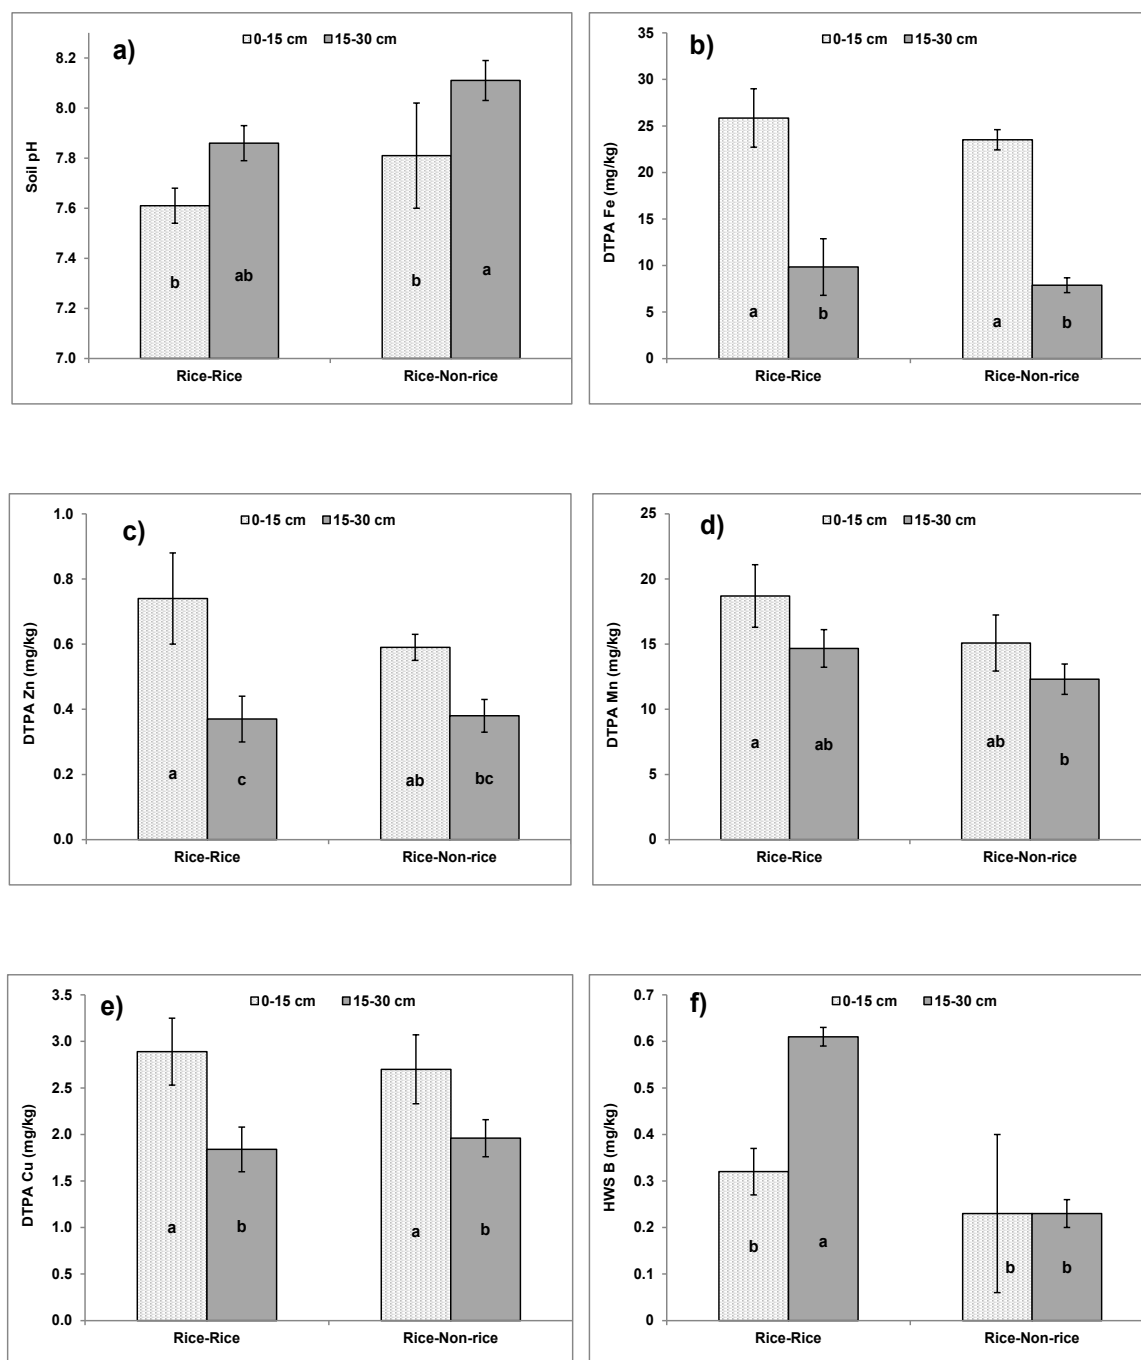 a)
0-15 cm 15-30 cm
Soil pH
8.2
8.0
7.8
7.6
7.4
7.2
7.0
b ab b a
Rice-Rice Rice-Non-rice
b)
0-15 cm 15-30 cm
DTPA Fe (mg/kg)
35
30
25
20
15
10
5
0
a b a b
Rice-Rice Rice-Non-rice
c)
0-15 cm 15-30 cm
DTPA Zn (mg/kg)
1.0
0.8
0.6
0.4
0.2
0.0
a c ab bc
Rice-Rice Rice-Non-rice
d)
0-15 cm 15-30 cm
DTPA Mn (mg/kg)
25
20
15
10
5
0
a ab ab b
Rice-Rice Rice-Non-rice
e)
0-15 cm 15-30 cm
DTPA Cu (mg/kg)
3.5
3.0
2.5
2.0
1.5
1.0
0.5
0.0
a b a b
Rice-Rice Rice-Non-rice
f)
0-15 cm 15-30 cm
HWS B (mg/kg)
0.7
0.6
0.5
0.4
0.3
0.2
0.1
0
b a b b
Rice-Rice Rice-Non-rice